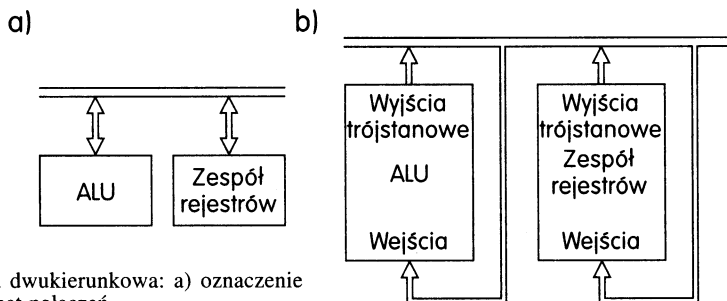 a)
ALU
Zespół
rejestrów
b)
Wyjścia
trójstanowe
ALU
Wejścia
Wyjścia
trójstanowe
Zespół
rejestrów
Wejścia
dwukierunkowa: a) oznaczenie